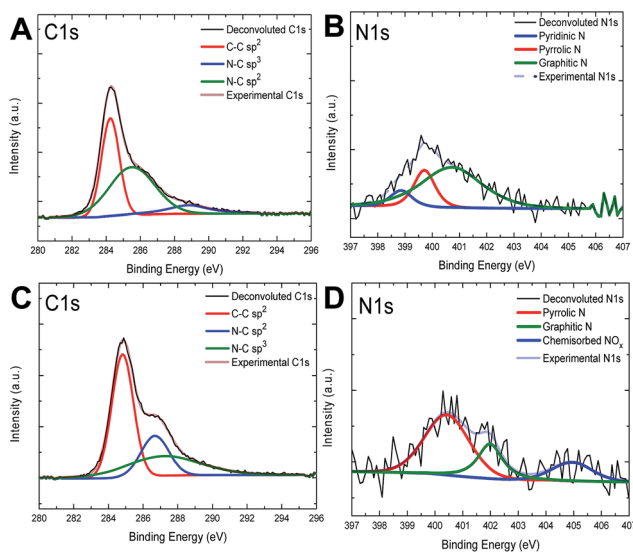 A
C1s
Deconvoluted C1s
C-C sp2
N-C sp3
N-C sp2
Experimental C1s
Intensity (a.u.)
280 282 284 286 288 290 292 294 296
Binding Energy (eV)
B
N1s
Deconvoluted N1s
Pyridinic N
Pyrrolic N
Graphitic N
Experimental N1s
Intensity (a.u.)
397 398 399 400 401 402 403 404 405 406 407
Binding Energy (eV)
C
C1s
Deconvoluted C1s
C-C sp2
N-C sp2
N-C sp3
Experimental C1s
Intensity (a.u.)
280 282 284 286 288 290 292 294 296
Binding Energy (eV)
D
N1s
Deconvoluted N1s
Pyrrolic N
Graphitic N
Chemisorbed NOx
Experimental N1s
Intensity (a.u.)
397 398 399 400 401 402 403 404 405 406 407
Binding Energy (eV)